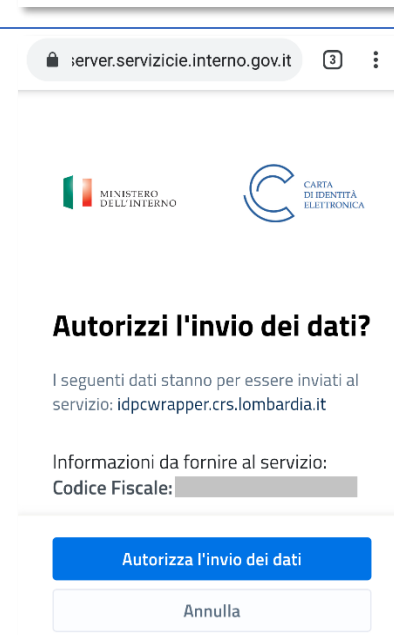 :erver.servizicie.interno.gov.it 3
MINISTERO
DELL'INTERNO
CARTA
DI IDENTITÀ
ELETTRONICA
Autorizzi l'invio dei dati?
I seguenti dati stanno per essere inviati al
servizio: idpcwrapper.crs.lombardia.it
Informazioni da fornire al servizio:
Codice Fiscale:
Autorizza l'invio dei dati
Annulla